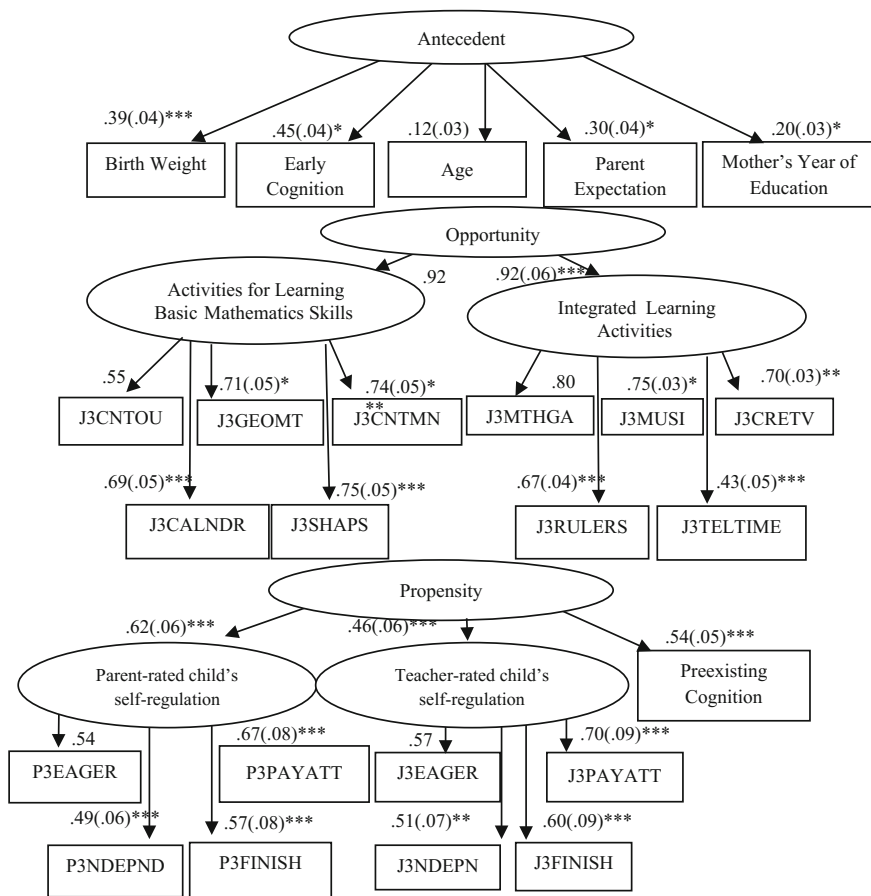 Antecedent
.39(.04)***
.45(.04)*
.12(.03)
.30(.04)*
.20(.03)*
Birth Weight
Early
Cognition
Age
Parent
Expectation
Mother's Year of
Education
Opportunity
.92
.92(.06)***
Activities for Learning
Basic Mathematics Skills
Integrated Learning
Activities
.55
.71(.05)*
.74(.05)*
**
.80
.75(.03)*
.70(.03)**
J3CNTOU
J3GEOMT
J3CNTMN
J3MTHGA
J3MUSI
J3CRETV
.69(.05)***
.75(.05)***
.67(.04)***
.43(.05)***
J3CALNDR
J3SHAPS
J3RULERS
J3TELTIME
Propensity
.62(.06)***
.46(.06)***
.54(.05)***
Parent-rated child's
self-regulation
Teacher-rated child's
self-regulation
Preexisting
Cognition
.54
.67(.08)***
.57
.70(.09)***
P3EAGER
P3PAYATT
J3EAGER
J3PAYATT
.49(.06)***
.57(.08)***
.51(.07)**
.60(.09)***
P3NDEPND
P3FINISH
J3NDEPN
J3FINISH